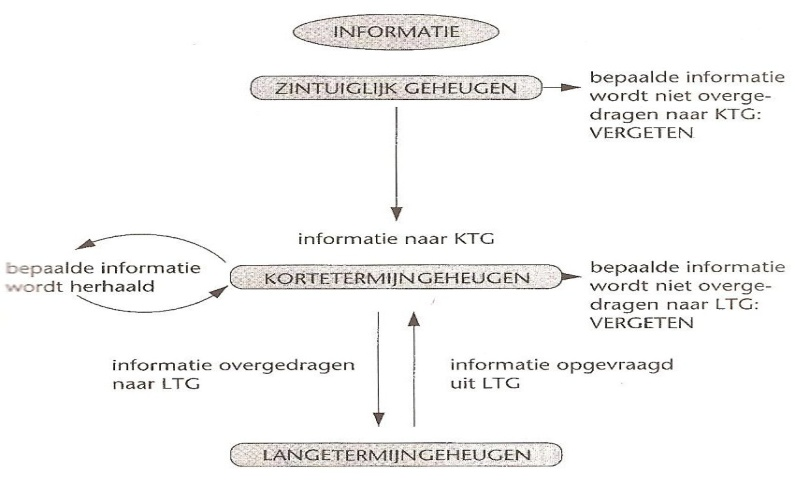 INFORMATIE
ZINTUIGLIJK GEHEUGEN
bepaalde informatie
wordt niet overge-
dragen naar KTG:
VERGETEN
informatie naar KTG
bepaalde informatie
wordt herhaald
KORTETERMIJNGEHEUGEN
bepaalde informatie
wordt niet overge-
dragen naar LTG:
VERGETEN
informatie overgedragen
naar LTG
informatie opgevraagd
uit LTG
LANGETERMIJNGEHEUGEN